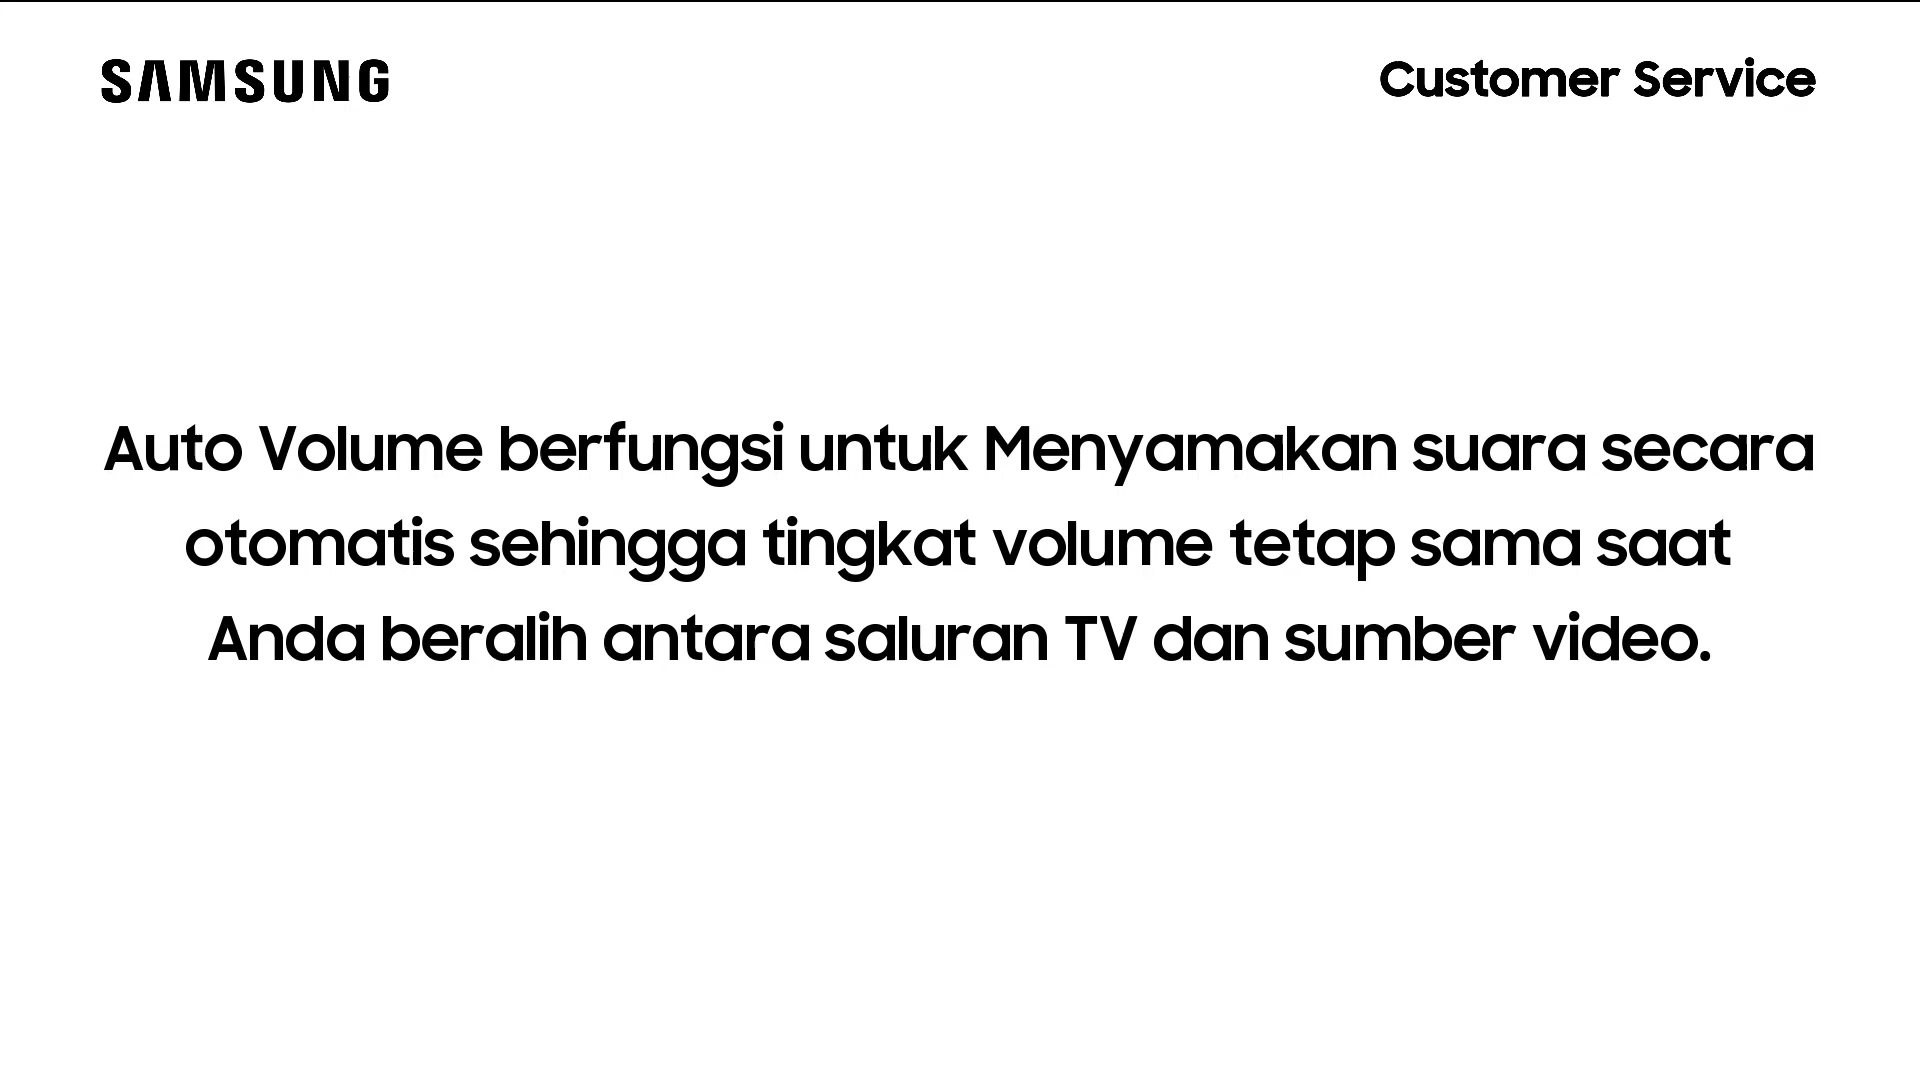 SAMSUNG
Customer Service
Auto Volume berfungsi untuk Menyamakan suara secara
otomatis sehingga tingkat volume tetap sama saat
Anda beralih antara saluran TV dan sumber video.